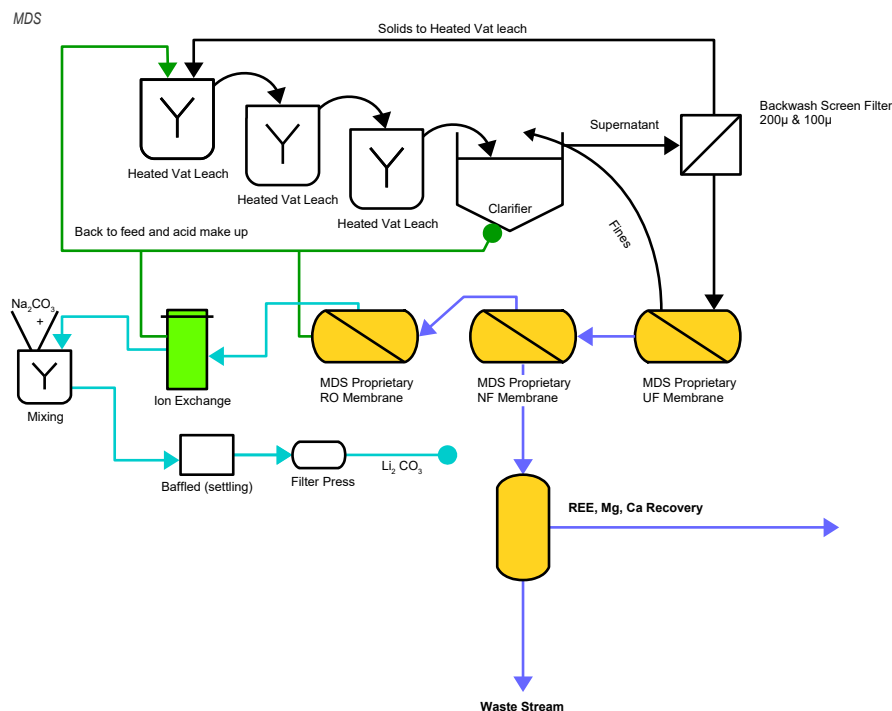 MDS
Solids to Heated Vat leach
Backwash Screen Filter
200µ & 100µ
Supernatant
Heated Vat Leach
Heated Vat Leach
Heated Vat Leach
Clarifier
Fines
Back to feed and acid make up
Na₂CO₃
+
Mixing
Ion Exchange
MDS Proprietary
RO Membrane
MDS Proprietary
NF Membrane
MDS Proprietary
UF Membrane
Baffled (settling)
Filter Press
Li₂ CO₃
REE, Mg, Ca Recovery
Waste Stream